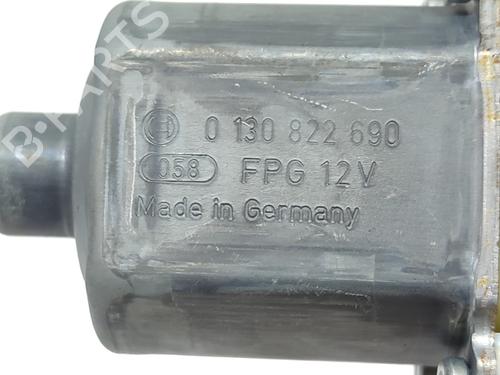 B-PARTS
0 130 822 690
058 FPG 12V
Made in Germany